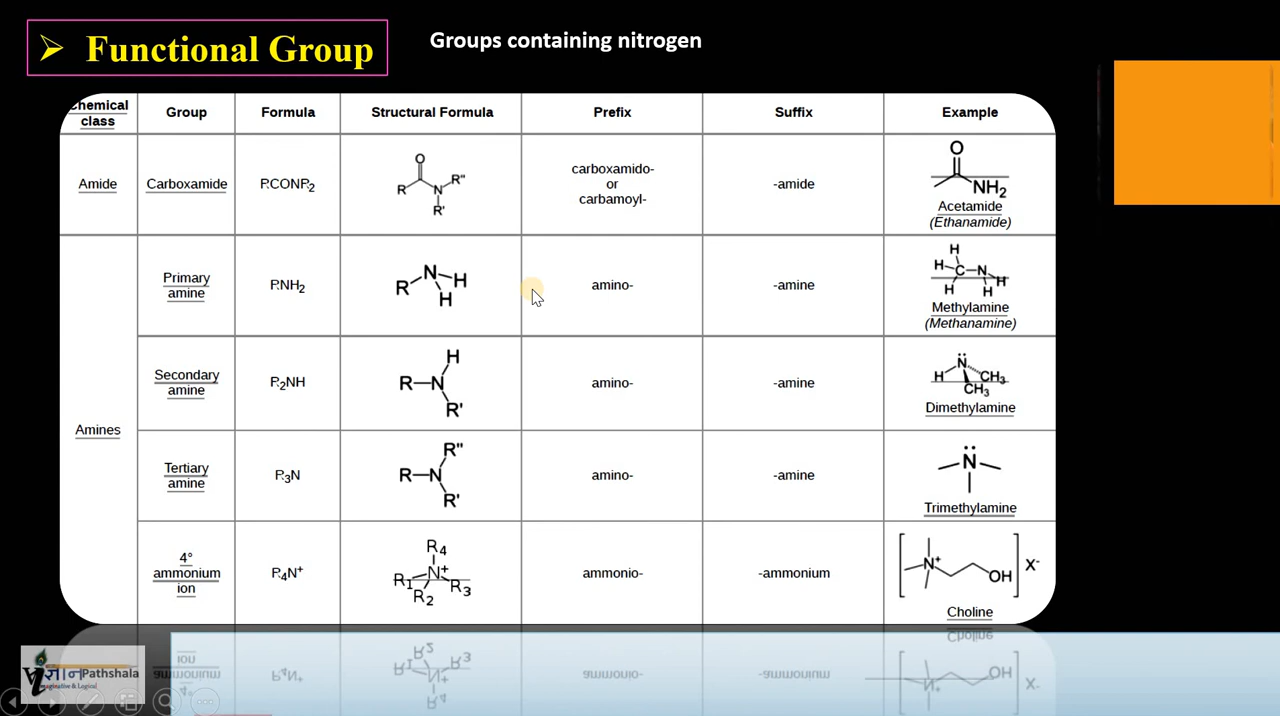 ➢ Functional Group
Groups containing nitrogen
Chemical class
Group
Formula
Structural Formula
Prefix
Suffix
Example
Amide
Carboxamide
RCONR₂
O
R
N
R''
R'
carboxamido-
or
carbamoyl-
-amide
O
NH₂
Acetamide
(Ethanamide)
Amines
Primary
amine
RNH₂
R
N
H
H
amino-
-amine
H
H
C
N
H
H
H
Methylamine
(Methanamine)
Secondary
amine
R₂NH
H
R
N
R'
amino-
-amine
H
N
CH₃
CH₃
Dimethylamine
Tertiary
amine
R₃N
R''
R
N
R'
amino-
-amine
N
Trimethylamine
4°
ammonium
ion
R₄N⁺
R₄
N⁺
R₁
R₂
R₃
ammonio-
-ammonium
N⁺
OH
X⁻
Choline
Pathshala
Imaginative & Logical